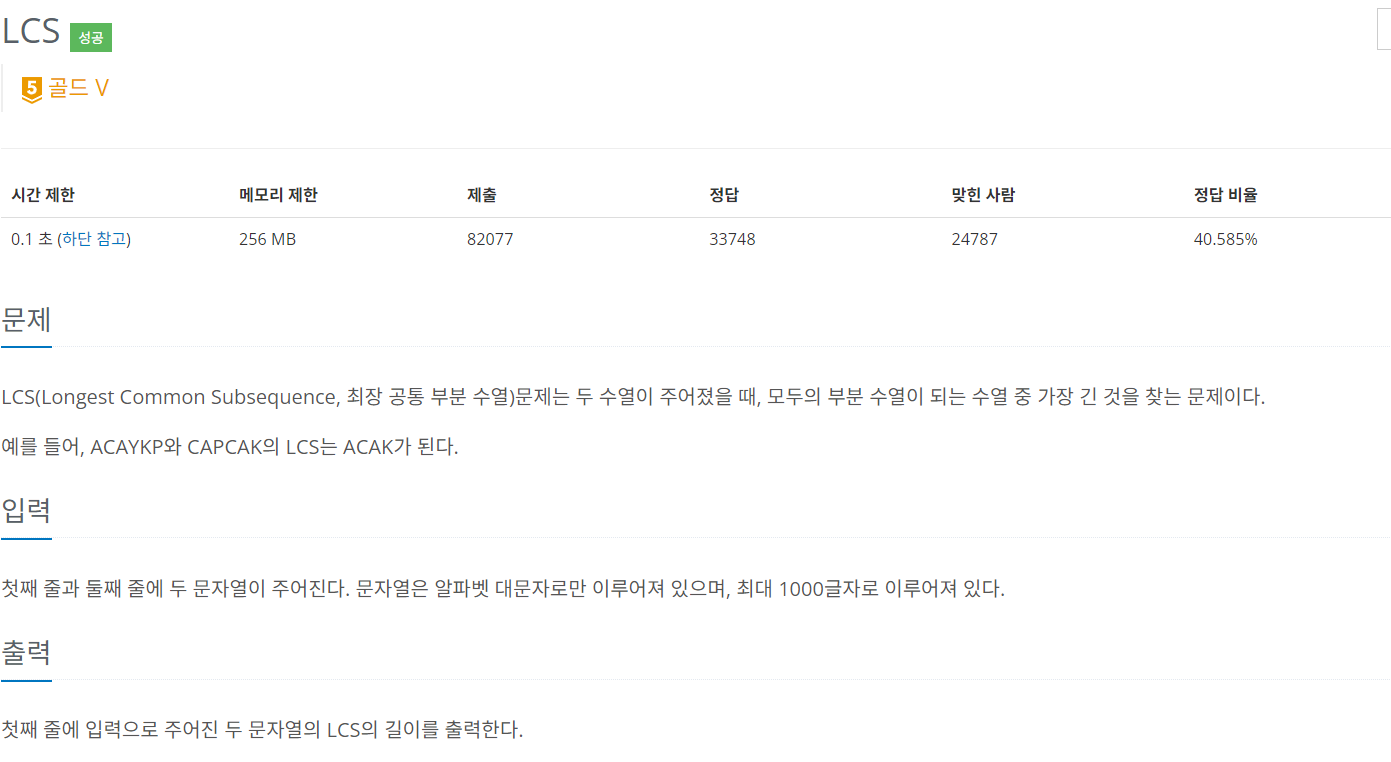 LCS 성공
5 골드 V
시간 제한 메모리 제한 제출 정답 맞힌 사람 정답 비율
0.1 초 (하단 참고) 256 MB 82077 33748 24787 40.585%
문제
LCS(Longest Common Subsequence, 최장 공통 부분 수열)문제는 두 수열이 주어졌을 때, 모두의 부분 수열이 되는 수열 중 가장 긴 것을 찾는 문제이다.
예를 들어, ACAYKP와 CAPCAK의 LCS는 ACAK가 된다.
입력
첫째 줄과 둘째 줄에 두 문자열이 주어진다. 문자열은 알파벳 대문자로만 이루어져 있으며, 최대 1000글자로 이루어져 있다.
출력
첫째 줄에 입력으로 주어진 두 문자열의 LCS의 길이를 출력한다.